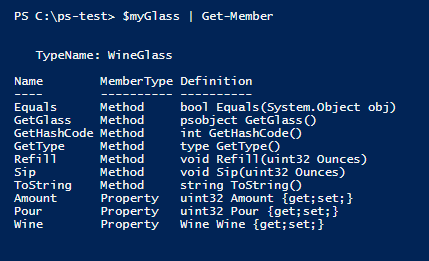 PS C:\ps-test> $myGlass | Get-Member
TypeName: WineGlass
Name MemberType Definition
---- ---------- ----------
Equals Method bool Equals(System.Object obj)
GetGlass Method psobject GetGlass()
GetHashCode Method int GetHashCode()
GetType Method type GetType()
Refill Method void Refill(uint32 Ounces)
Sip Method void Sip(uint32 Ounces)
ToString Method string ToString()
Amount Property uint32 Amount {get;set;}
Pour Property uint32 Pour {get;set;}
Wine Property Wine Wine {get;set;}